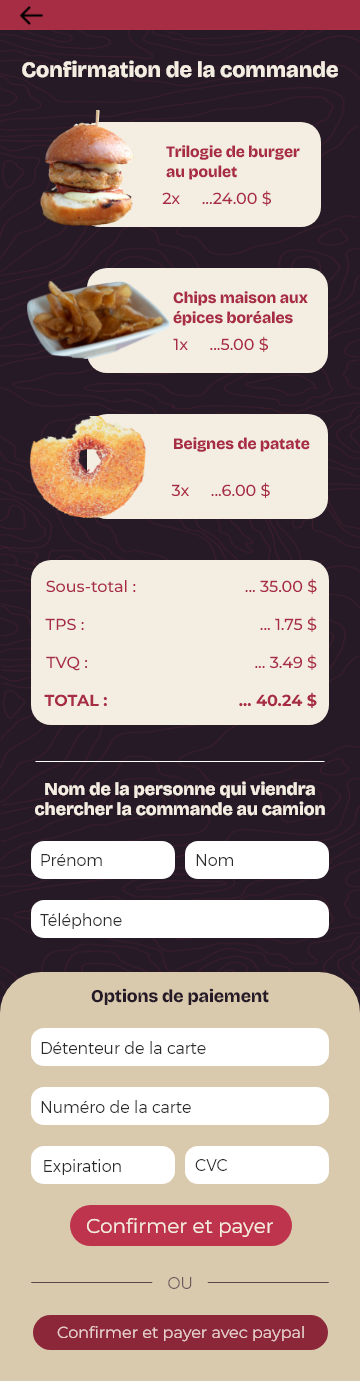 Confirmation de la commande
Trilogie de burger
au poulet
2x ...24.00 $
Chips maison aux
épices boréales
1x ...5.00 $
Beignes de patate
3x ...6.00 $
Sous-total : ... 35.00 $
TPS : ... 1.75 $
TVQ : ... 3.49 $
TOTAL : ... 40.24 $
Nom de la personne qui viendra
chercher la commande au camion
Prénom Nom
Téléphone
Options de paiement
Détenteur de la carte
Numéro de la carte
Expiration CVC
Confirmer et payer
OU
Confirmer et payer avec paypal